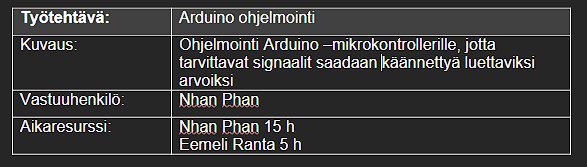 Työtehtävä: Arduino ohjelmointi
Kuvaus: Ohjelmointi Arduino –mikrokontrollerille, jotta
tarvittavat signaalit saadaan käännettyä luettaviksi
arvoiksi
Vastuuhenkilö: Nhan Phan
Aikaresurssi: Nhan Phan 15 h
Eemeli Ranta 5 h